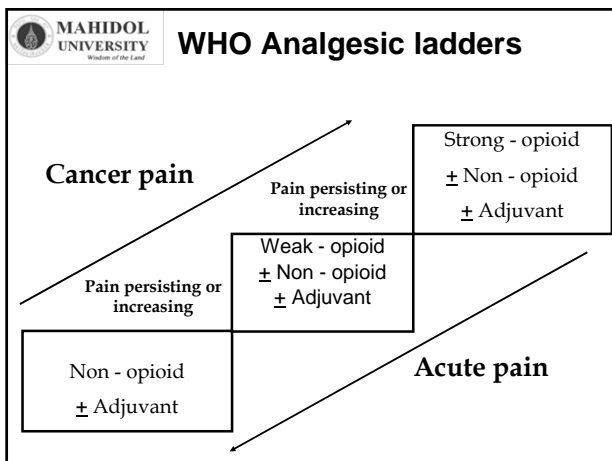 MAHIDOL
UNIVERSITY
Wisdom of the Land
WHO Analgesic ladders
Cancer pain
Strong - opioid
± Non - opioid
± Adjuvant
Pain persisting or
increasing
Weak - opioid
± Non - opioid
± Adjuvant
Pain persisting or
increasing
Non - opioid
± Adjuvant
Acute pain